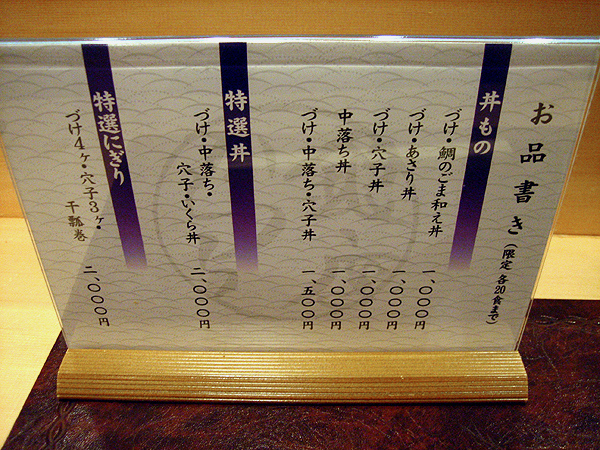 お品書き（限定 各20食まで）
丼もの
づけ・鯛のごま和え丼 一、〇〇〇円
づけ・あさり丼 一、〇〇〇円
づけ・穴子丼 一、〇〇〇円
中落ち丼 一、〇〇〇円
づけ・中落ち・穴子丼 一、五〇〇円
特選丼
づけ・中落ち・
穴子・いくら丼 二、〇〇〇円
特選にぎり
づけ4ヶ・穴子3ヶ・
干瓢巻 二、〇〇〇円